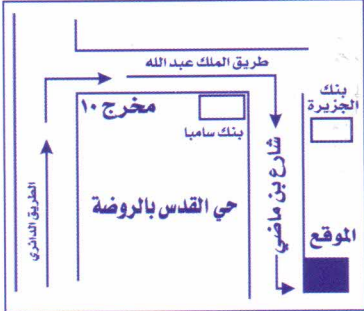 طريق الملك عبد الله
بنك
الجزيرة
مخرج ١٠
بنك سامبا
شارع بن ماضي
الطريق الدائري
حي القدس بالروضة
الموقع